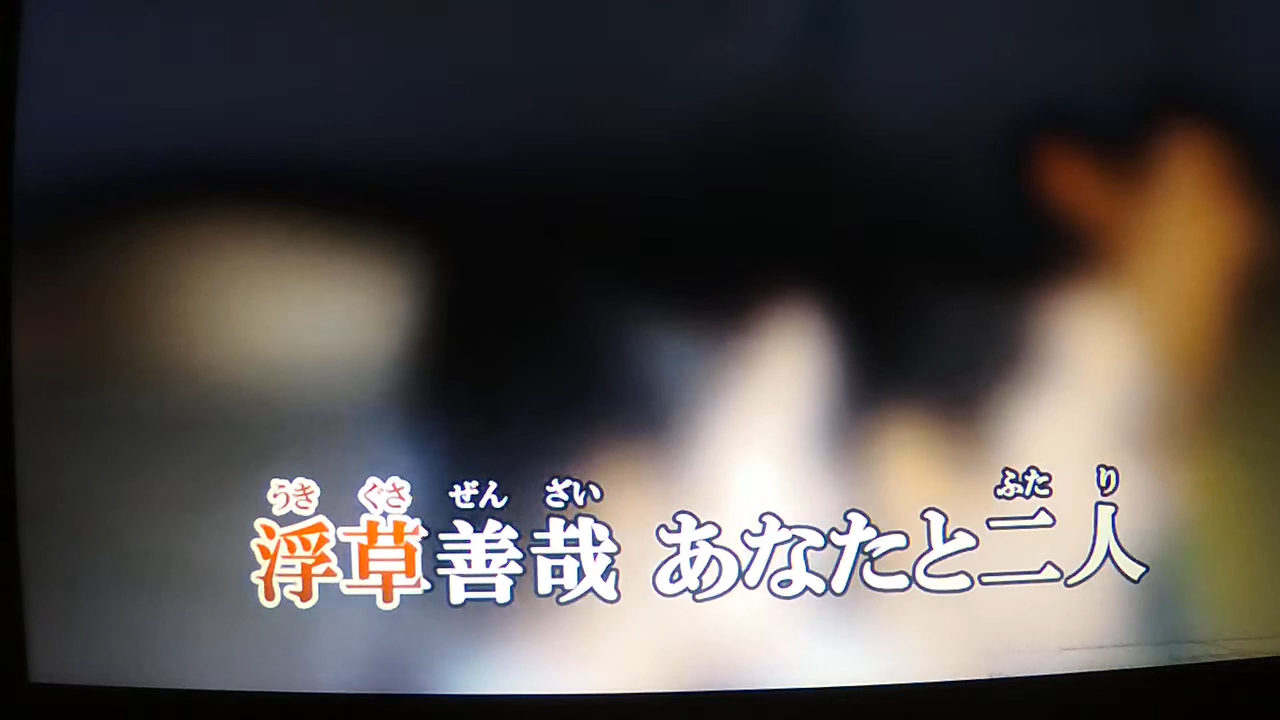 うき ぐさ ぜん ざい ふた り
浮草善哉 あなたと二人